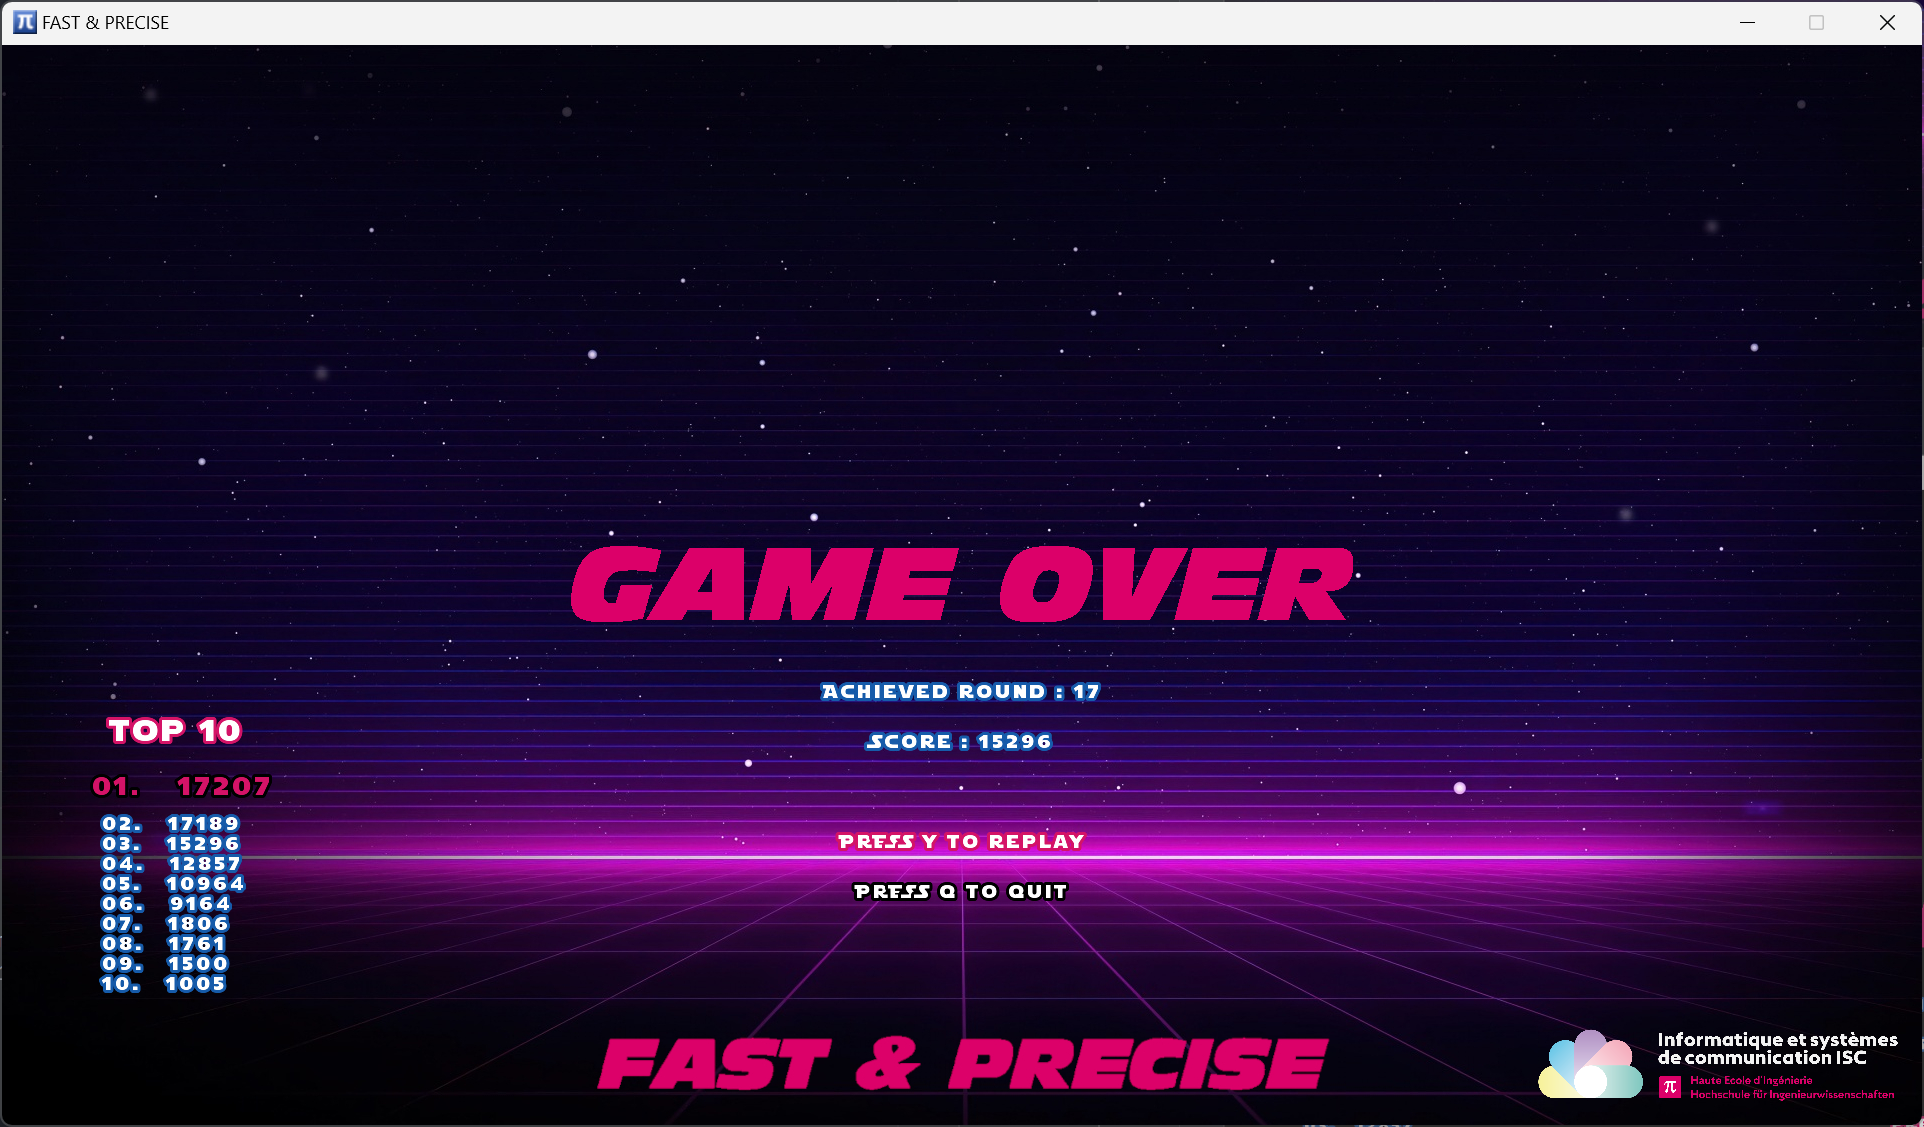 FAST & PRECISE
GAME OVER
ACHIEVED ROUND : 17
SCORE : 15296
TOP 10
01. 17207
02. 17189
03. 15296
04. 12857
05. 10964
06. 9164
07. 1806
08. 1761
09. 1500
10. 1005
PRESS Y TO REPLAY
PRESS Q TO QUIT
FAST & PRECISE
Informatique et systèmes
de communication ISC
π Haute Ecole d'Ingénierie
Hochschule für Ingenieurwissenschaften